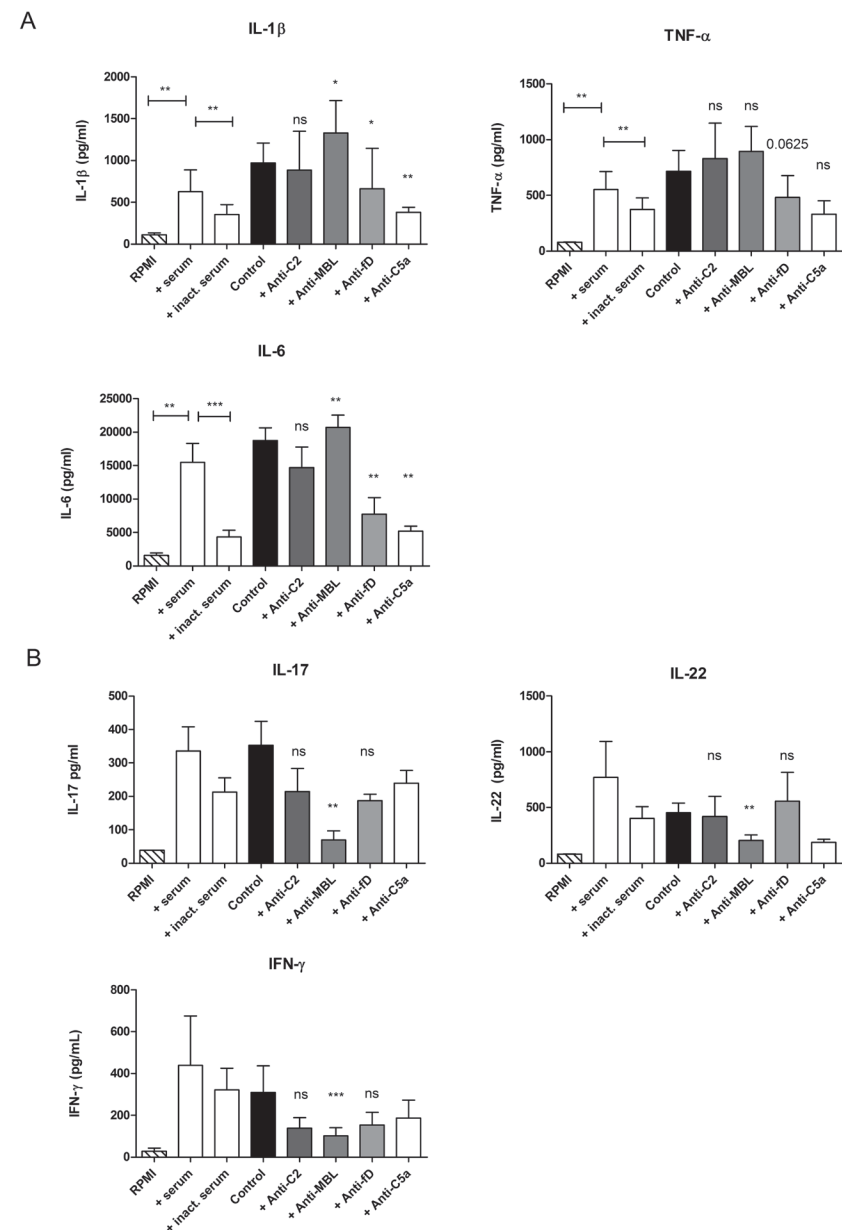 A
IL-1β
IL-1β (pg/ml)
2000
1500
1000
500
0
** ** ns * * **
RPMI
+ serum
+ inact. serum
Control
+ Anti-C2
+ Anti-MBL
+ Anti-fD
+ Anti-C5a
TNF-α
TNF-α (pg/ml)
1500
1000
500
0
** ** ns ns 0.0625 ns
RPMI
+ serum
+ inact. serum
Control
+ Anti-C2
+ Anti-MBL
+ Anti-fD
+ Anti-C5a
IL-6
IL-6 (pg/ml)
25000
20000
15000
10000
5000
0
** *** ns ** ** **
RPMI
+ serum
+ inact. serum
Control
+ Anti-C2
+ Anti-MBL
+ Anti-fD
+ Anti-C5a
B
IL-17
IL-17 pg/ml
500
400
300
200
100
0
ns ** ns
RPMI
+ serum
+ inact. serum
Control
+ Anti-C2
+ Anti-MBL
+ Anti-fD
+ Anti-C5a
IL-22
IL-22 (pg/ml)
1500
1000
500
0
ns ** ns
RPMI
+ serum
+ inact. serum
Control
+ Anti-C2
+ Anti-MBL
+ Anti-fD
+ Anti-C5a
IFN-γ
IFN-γ (pg/mL)
800
600
400
200
0
ns *** ns
RPMI
+ serum
+ inact. serum
Control
+ Anti-C2
+ Anti-MBL
+ Anti-fD
+ Anti-C5a